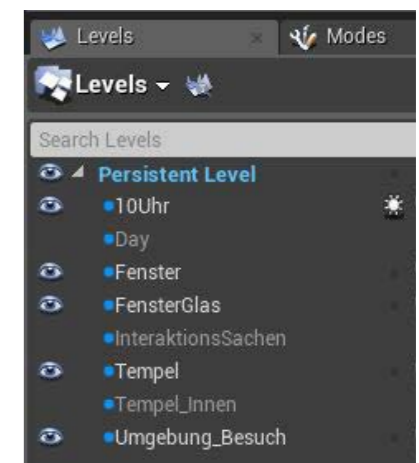 Levels Modes
Levels
Search Levels
Persistent Level
10Uhr
Day
Fenster
FensterGlas
InteraktionsSachen
Tempel
Tempel_Innen
Umgebung_Besuch